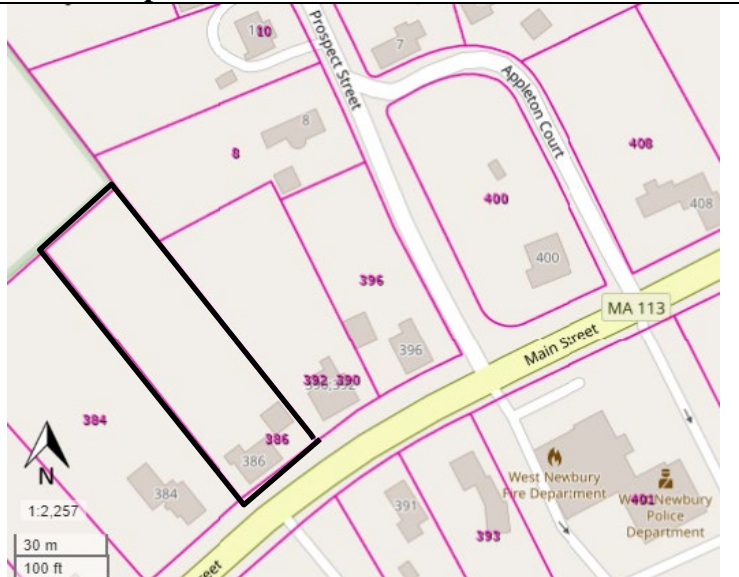 10
Prospect Street
7
Appleton Court
8
8
408
408
400
400
396
MA 113
396
Main Street
392 390
384
386
386
384
N
1:2,257
30 m
100 ft
391
393
West Newbury
Fire Department
401
West Newbury
Police
Department